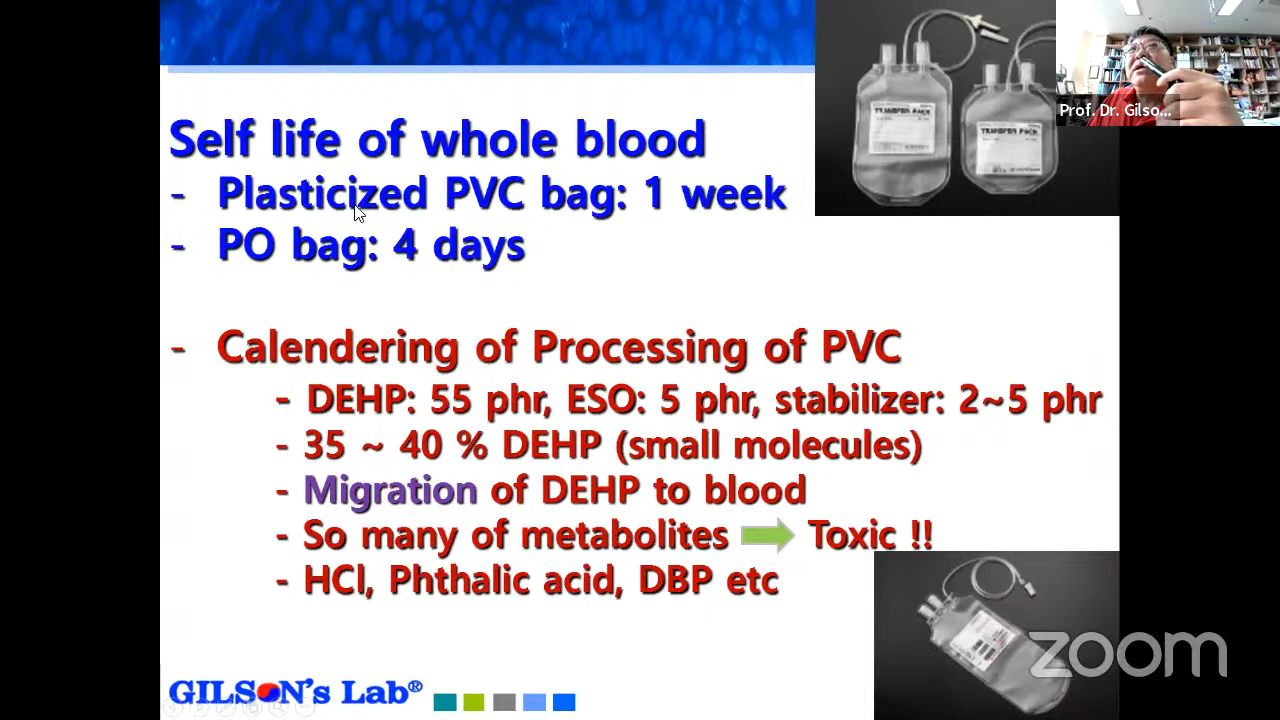 Self life of whole blood
- Plasticized PVC bag: 1 week
- PO bag: 4 days
- Calendering of Processing of PVC
- DEHP: 55 phr, ESO: 5 phr, stabilizer: 2~5 phr
- 35 ~ 40 % DEHP (small molecules)
- Migration of DEHP to blood
- So many of metabolites Toxic !!
- HCl, Phthalic acid, DBP etc
GILSON's Lab®
TRANSFER PACK
TRANSFER PACK
Prof. Dr. Gilso...
zoom